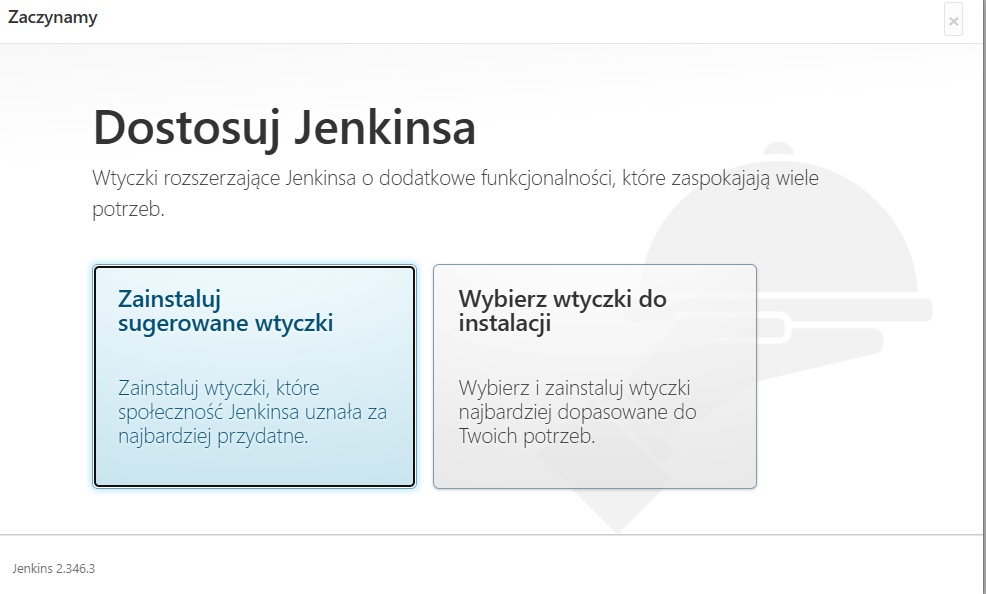 Zaczynamy
×
Dostosuj Jenkinsa
Wtyczki rozszerzające Jenkinsa o dodatkowe funkcjonalności, które zaspokajają wiele
potrzeb.
Zainstaluj
sugerowane wtyczki
Zainstaluj wtyczki, które
społeczność Jenkinsa uznała za
najbardziej przydatne.
Wybierz wtyczki do
instalacji
Wybierz i zainstaluj wtyczki
najbardziej dopasowane do
Twoich potrzeb.
Jenkins 2.346.3